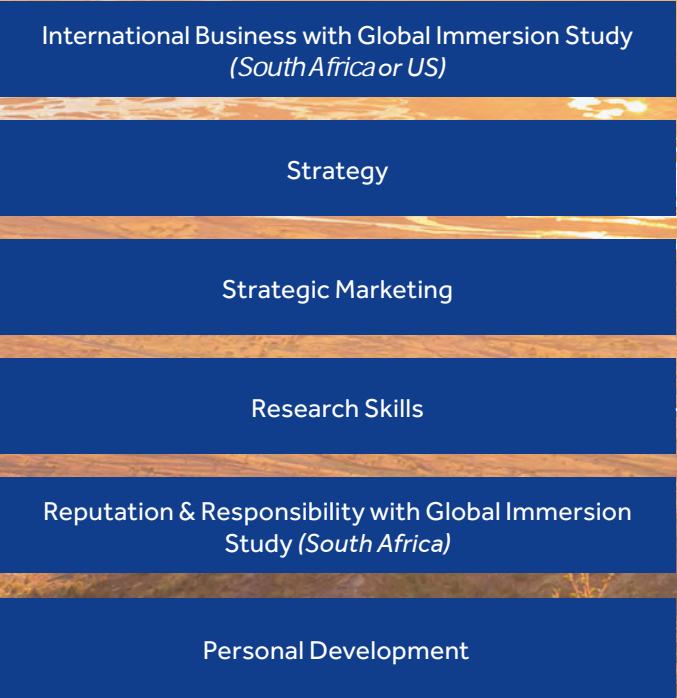 International Business with Global Immersion Study
(South Africa or US)
Strategy
Strategic Marketing
Research Skills
Reputation & Responsibility with Global Immersion
Study (South Africa)
Personal Development